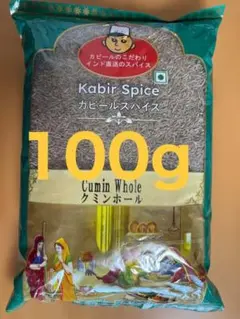 カビールのこだわり
インド直送のスパイス
Kabir Spice
カビールスパイス
100g
Cumin Whole
クミンホール